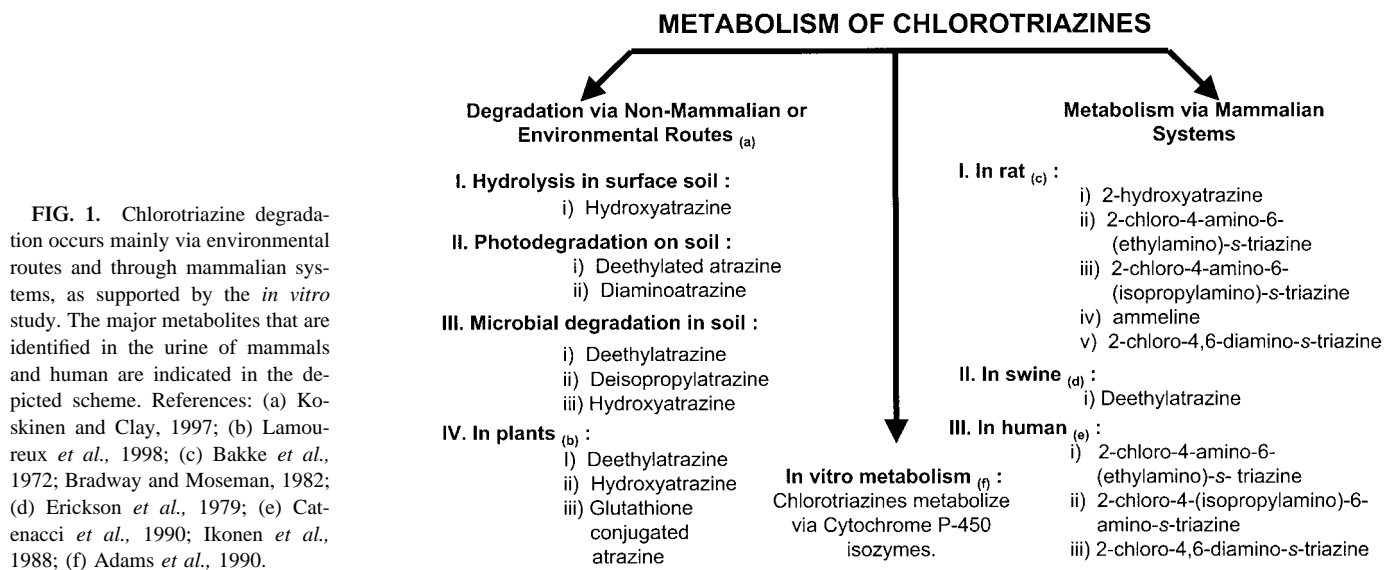 METABOLISM OF CHLOROTRIAZINES
FIG. 1. Chlorotriazine degrada-
tion occurs mainly via environmental
routes and through mammalian sys-
tems, as supported by the in vitro
study. The major metabolites that are
identified in the urine of mammals
and human are indicated in the de-
picted scheme. References: (a) Ko-
skinen and Clay, 1997; (b) Lamou-
reux et al., 1998; (c) Bakke et al.,
1972; Bradway and Moseman, 1982;
(d) Erickson et al., 1979; (e) Cat-
enacci et al., 1990; Ikonen et al.,
1988; (f) Adams et al., 1990.
Degradation via Non-Mammalian or
Environmental Routes (a)
I. Hydrolysis in surface soil :
i) Hydroxyatrazine
II. Photodegradation on soil :
i) Deethylated atrazine
ii) Diaminoatrazine
III. Microbial degradation in soil :
i) Deethylatrazine
ii) Deisopropylatrazine
iii) Hydroxyatrazine
IV. In plants (b) :
I) Deethylatrazine
ii) Hydroxyatrazine
iii) Glutathione
conjugated
atrazine
In vitro metabolism (f) :
Chlorotriazines metabolize
via Cytochrome P-450
isozymes.
Metabolism via Mammalian
Systems
I. In rat (c) :
i) 2-hydroxyatrazine
ii) 2-chloro-4-amino-6-
(ethylamino)-s-triazine
iii) 2-chloro-4-amino-6-
(isopropylamino)-s-triazine
iv) ammeline
v) 2-chloro-4,6-diamino-s-triazine
II. In swine (d) :
i) Deethylatrazine
III. In human (e) :
i) 2-chloro-4-amino-6-
(ethylamino)-s- triazine
ii) 2-chloro-4-(isopropylamino)-6-
amino-s-triazine
iii) 2-chloro-4,6-diamino-s-triazine